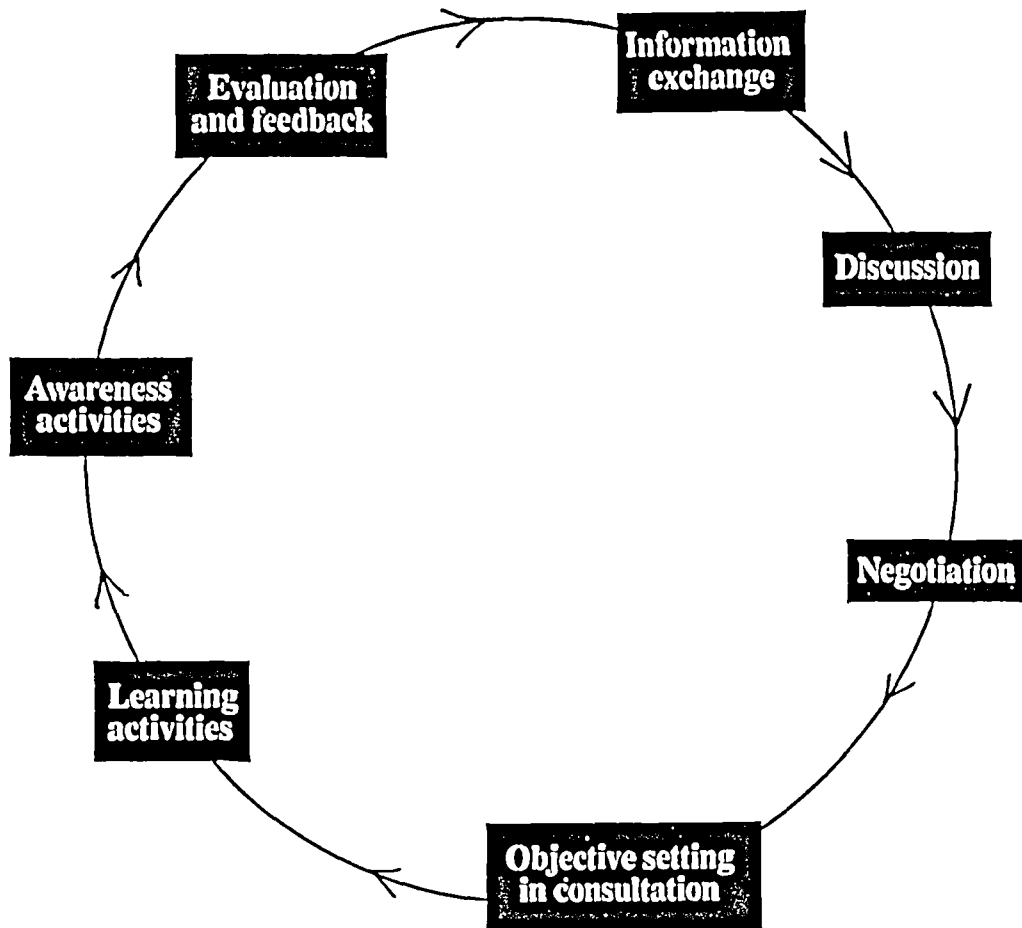 Information
exchange
Evaluation
and feedback
Discussion
Awareness
activities
Negotiation
Learning
activities
Objective setting
in consultation